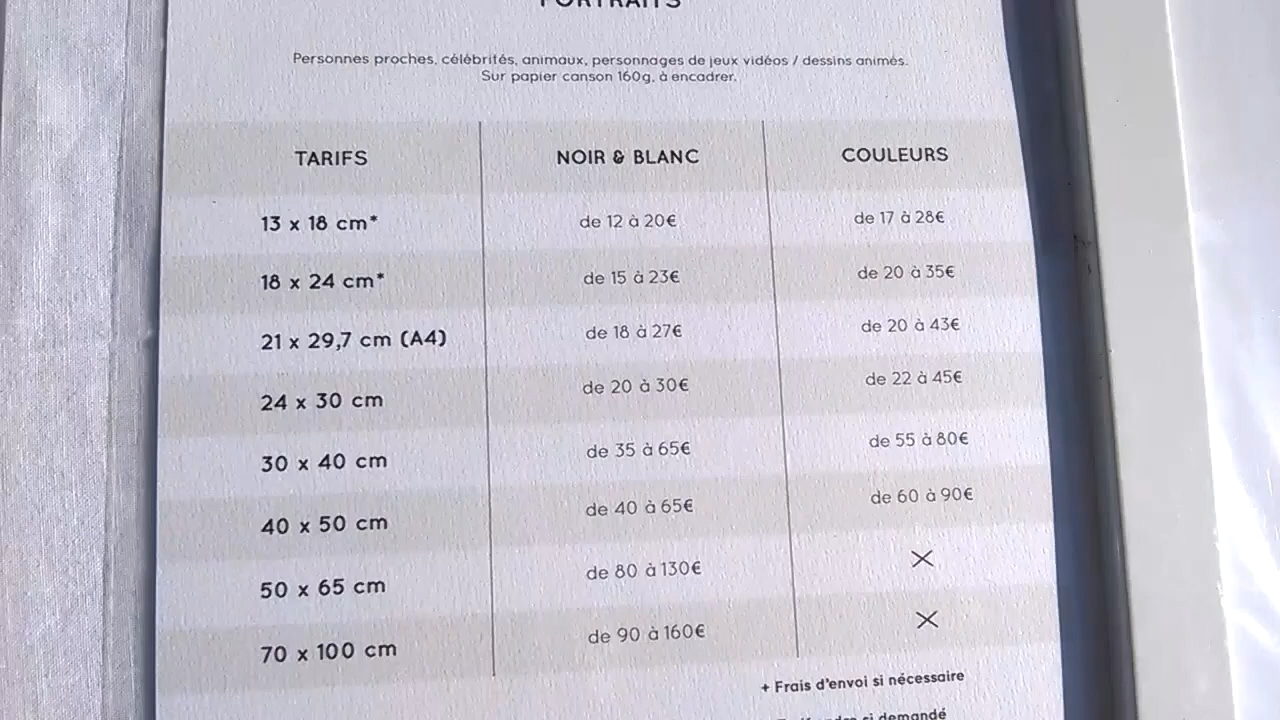 PORTRAITS
Personnes proches, célébrités, animaux, personnages de jeux vidéos / dessins animés.
Sur papier canson 160g, à encadrer.
TARIFS NOIR & BLANC COULEURS
13 x 18 cm* de 12 à 20€ de 17 à 28€
18 x 24 cm* de 15 à 23€ de 20 à 35€
21 x 29,7 cm (A4) de 18 à 27€ de 20 à 43€
24 x 30 cm de 20 à 30€ de 22 à 45€
30 x 40 cm de 35 à 65€ de 55 à 80€
40 x 50 cm de 40 à 65€ de 60 à 90€
50 x 65 cm de 80 à 130€ X
70 x 100 cm de 90 à 160€ X
+ Frais d'envoi si nécessaire
si demandé